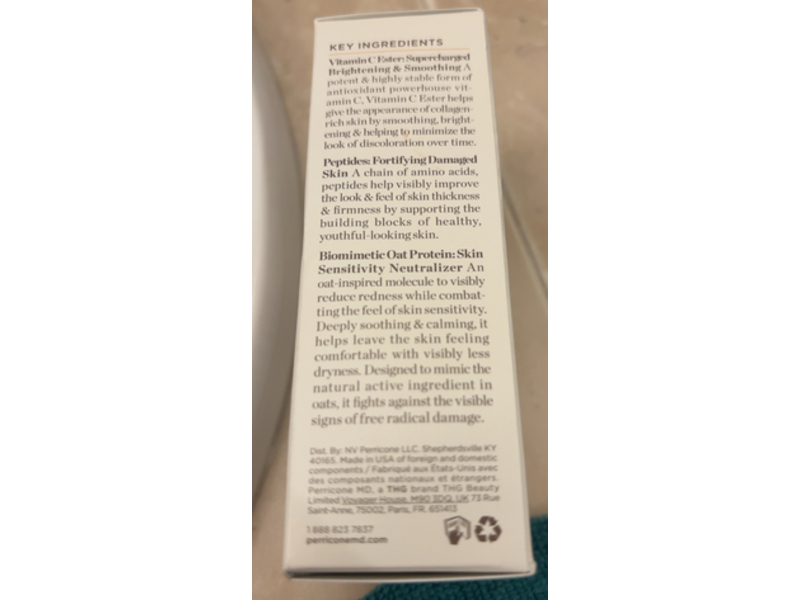 KEY INGREDIENTS
Vitamin C Ester: Supercharged
Brightening & Smoothing A
potent & highly stable form of
antioxidant powerhouse vit-
amin C, Vitamin C Ester helps
give the appearance of collagen-
rich skin by smoothing, bright-
ening & helping to minimize the
look of discoloration over time.
Peptides: Fortifying Damaged
Skin A chain of amino acids,
peptides help visibly improve
the look & feel of skin thickness
& firmness by supporting the
building blocks of healthy,
youthful-looking skin.
Biomimetic Oat Protein: Skin
Sensitivity Neutralizer An
oat-inspired molecule to visibly
reduce redness while combat-
ting the feel of skin sensitivity.
Deeply soothing & calming, it
helps leave the skin feeling
comfortable with visibly less
dryness. Designed to mimic the
natural active ingredient in
oats, it fights against the visible
signs of free radical damage.
Dist. By: NV Perricone LLC. Shepherdsville KY
40165. Made in USA of foreign and domestic
components / Fabriqué aux États-Unis avec
des composants nationaux et étrangers.
Perricone MD, a THG brand THG Beauty
Limited Voyager House, M90 3DQ, UK 73 Rue
Saint-Anne, 75002, Paris, FR. 651413
1 888 823 7837
perriconemd.com